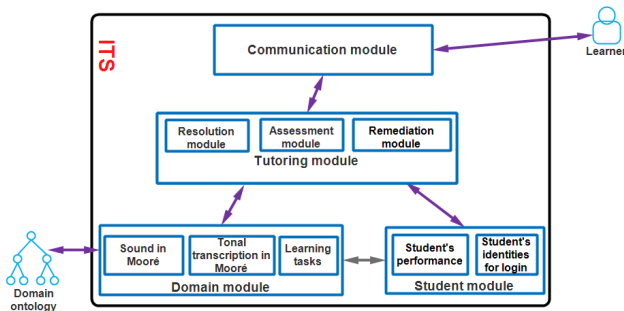 ITS
Communication module
Learner
Resolution
module
Assessment
module
Remediation
module
Tutoring module
Sound in
Mooré
Tonal
transcription in
Mooré
Learning
tasks
Domain module
Student's
performance
Student's
identities
for login
Student module
Domain
ontology